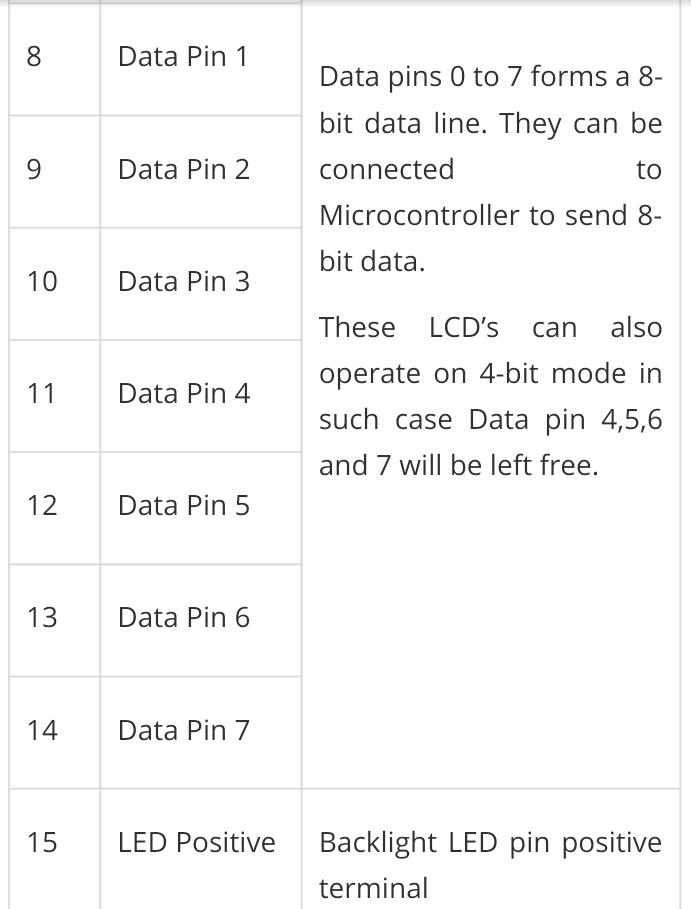 8 Data Pin 1
Data pins 0 to 7 forms a 8-
bit data line. They can be
9 Data Pin 2
connected to
Microcontroller to send 8-
bit data.
10 Data Pin 3
These LCD’s can also
operate on 4-bit mode in
11 Data Pin 4
such case Data pin 4,5,6
and 7 will be left free.
12 Data Pin 5
13 Data Pin 6
14 Data Pin 7
15 LED Positive
Backlight LED pin positive
terminal